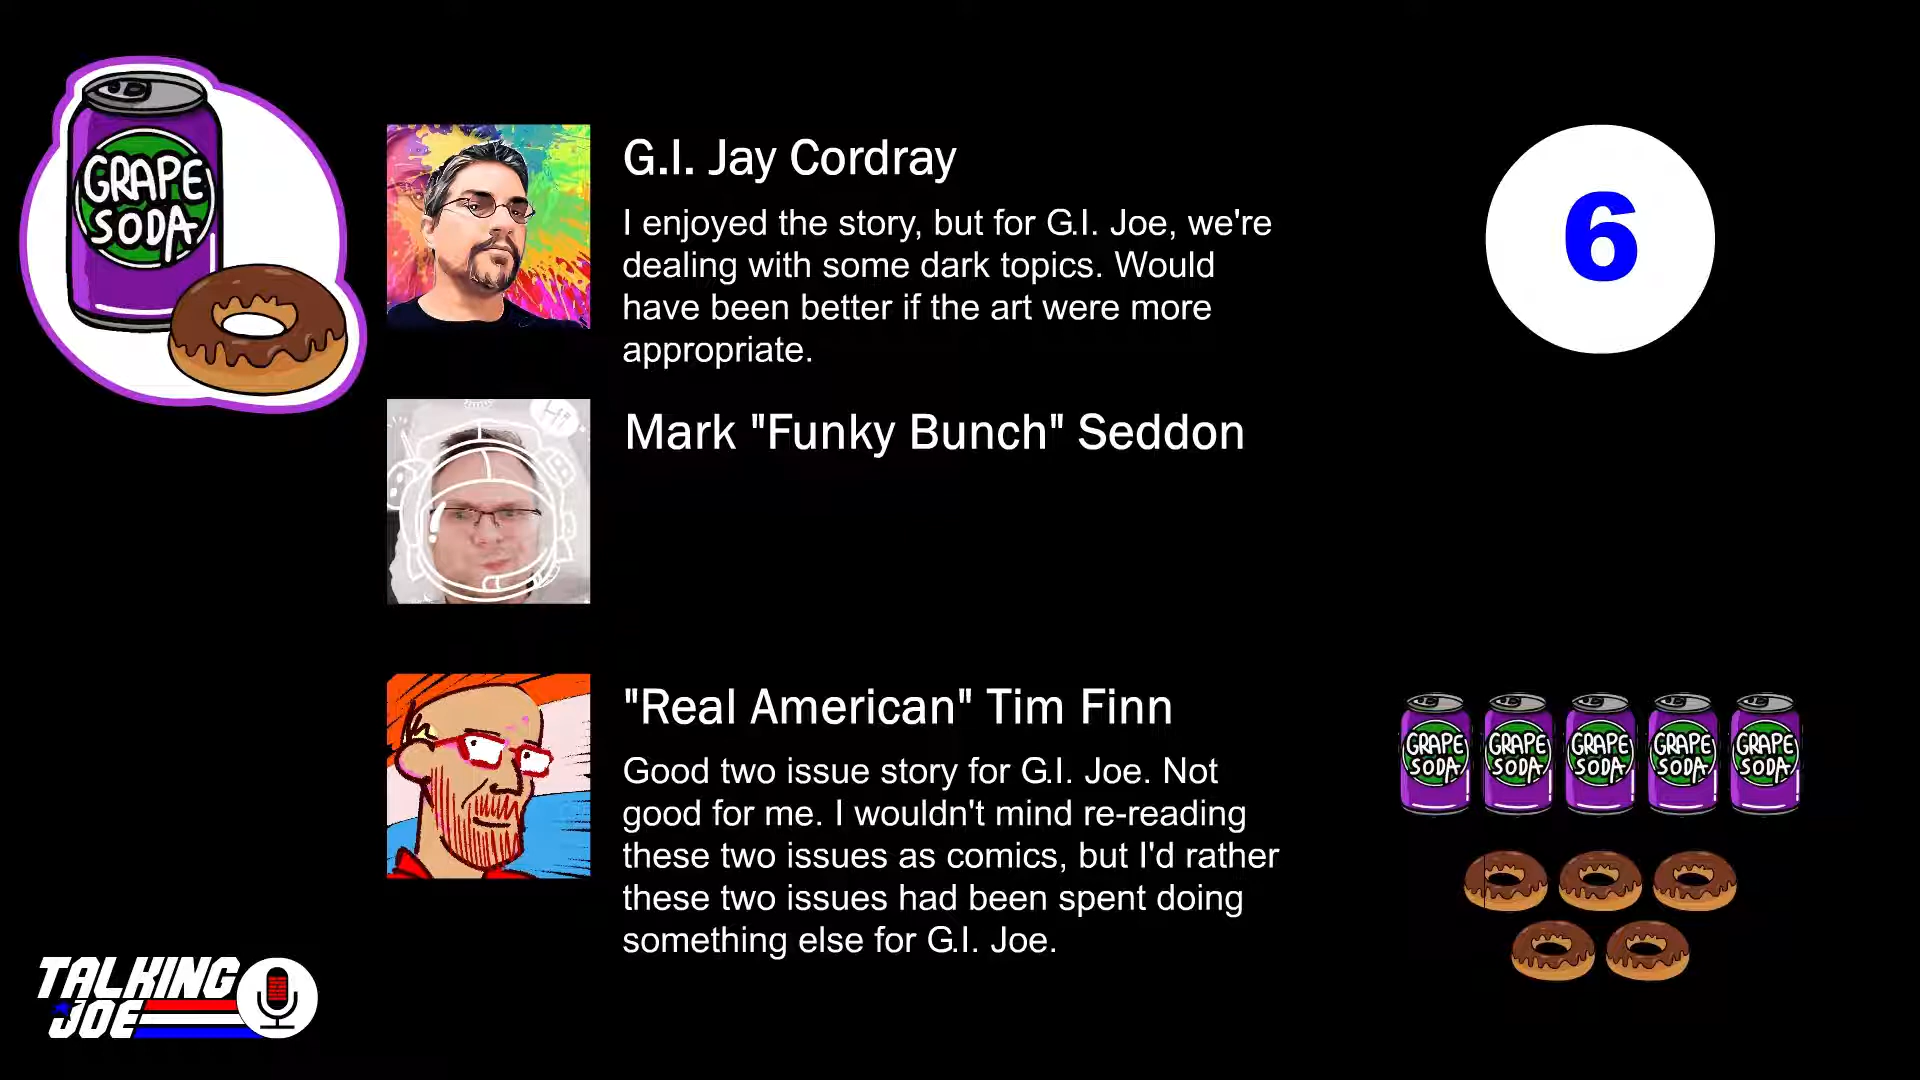 GRAPE
SODA
G.I. Jay Cordray
I enjoyed the story, but for G.I. Joe, we're
dealing with some dark topics. Would
have been better if the art were more
appropriate.
6
Hi
Mark "Funky Bunch" Seddon
"Real American" Tim Finn
Good two issue story for G.I. Joe. Not
good for me. I wouldn't mind re-reading
these two issues as comics, but I'd rather
these two issues had been spent doing
something else for G.I. Joe.
GRAPE SODA
GRAPE SODA
GRAPE SODA
GRAPE SODA
GRAPE SODA
TALKING
JOE